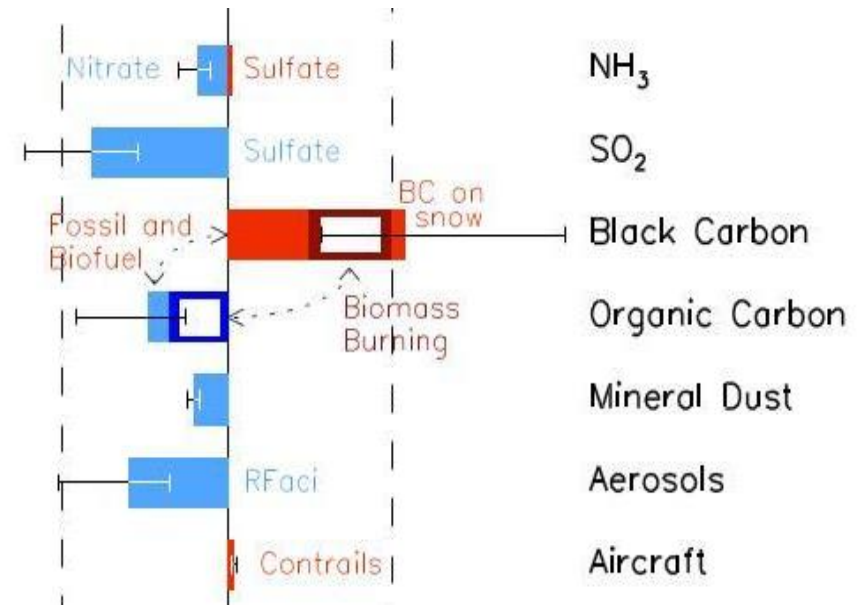 Nitrate Sulfate NH3
Sulfate SO2
BC on
snow
Fossil and
Biofuel
Black Carbon
Biomass
Burning
Organic Carbon
Mineral Dust
RFaci Aerosols
Contrails Aircraft